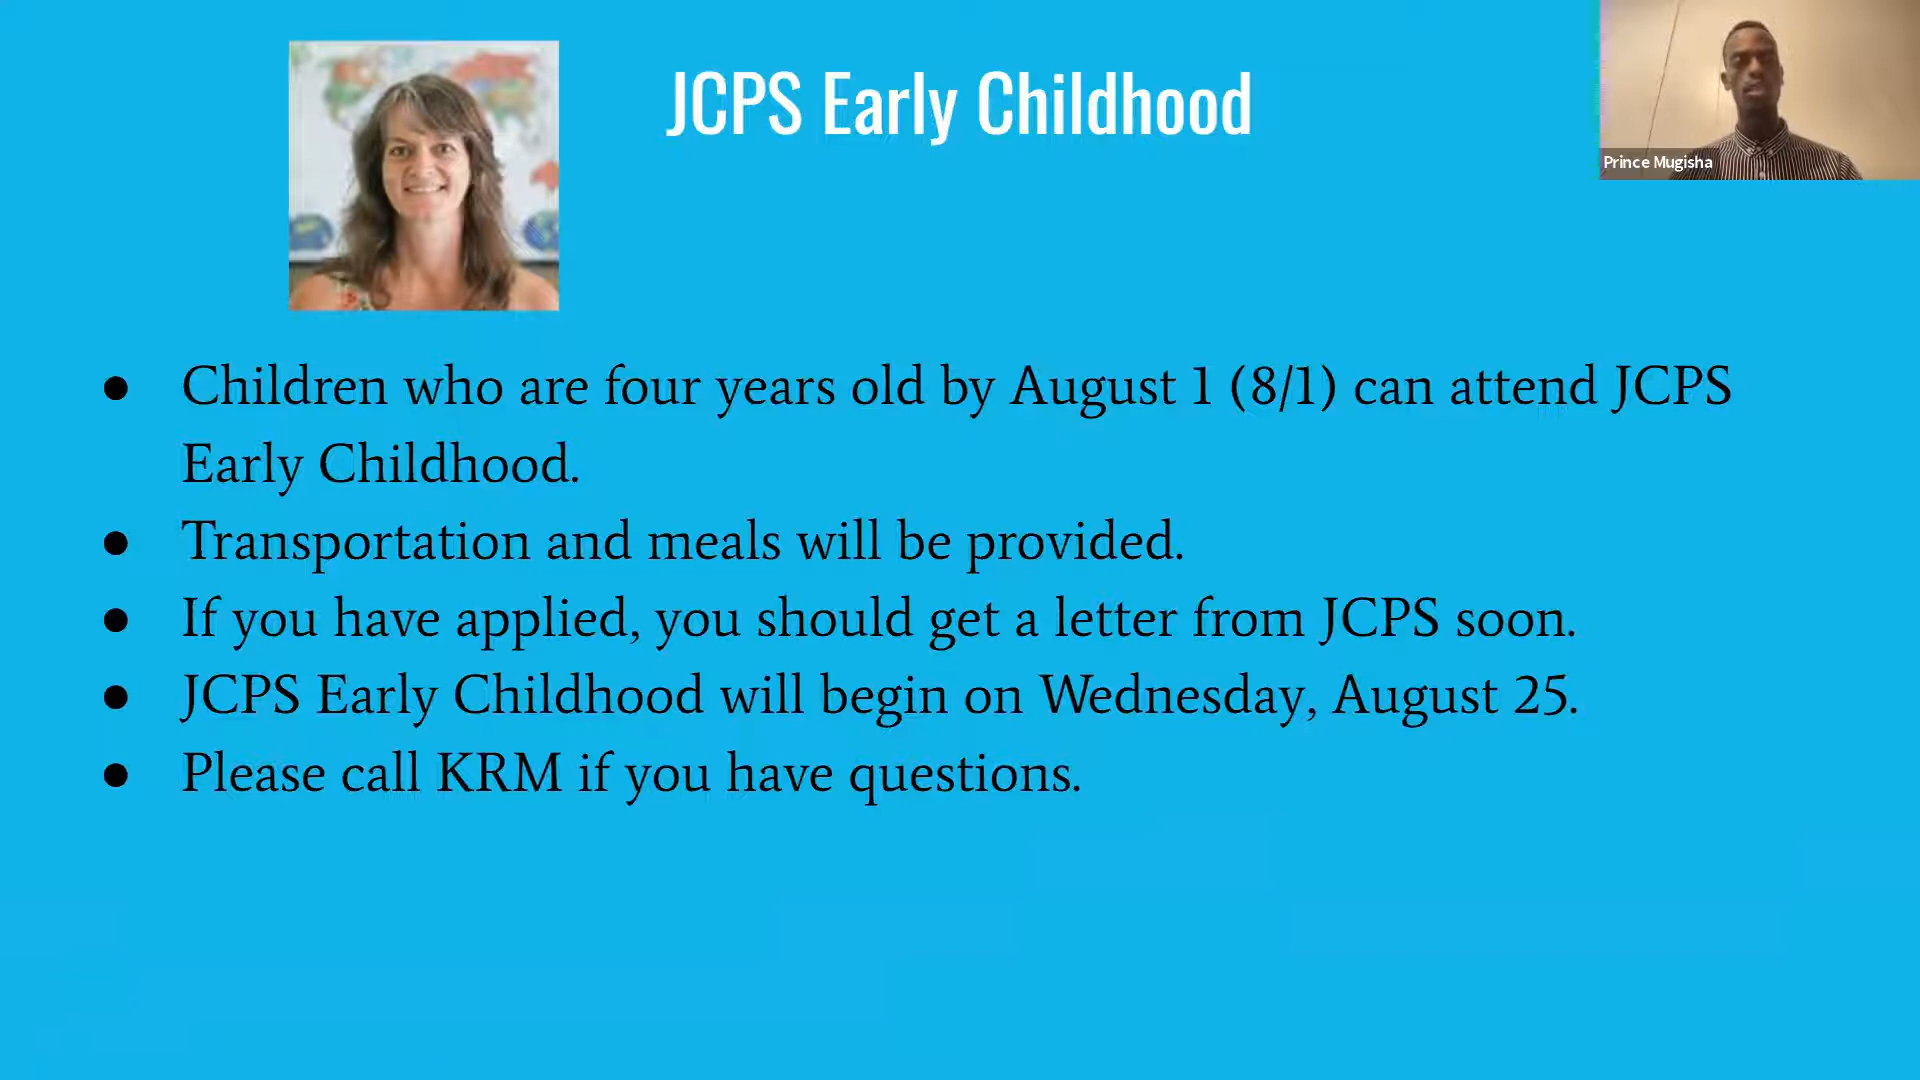 JCPS Early Childhood
Prince Mugisha
● Children who are four years old by August 1 (8/1) can attend JCPS
Early Childhood.
● Transportation and meals will be provided.
● If you have applied, you should get a letter from JCPS soon.
● JCPS Early Childhood will begin on Wednesday, August 25.
● Please call KRM if you have questions.